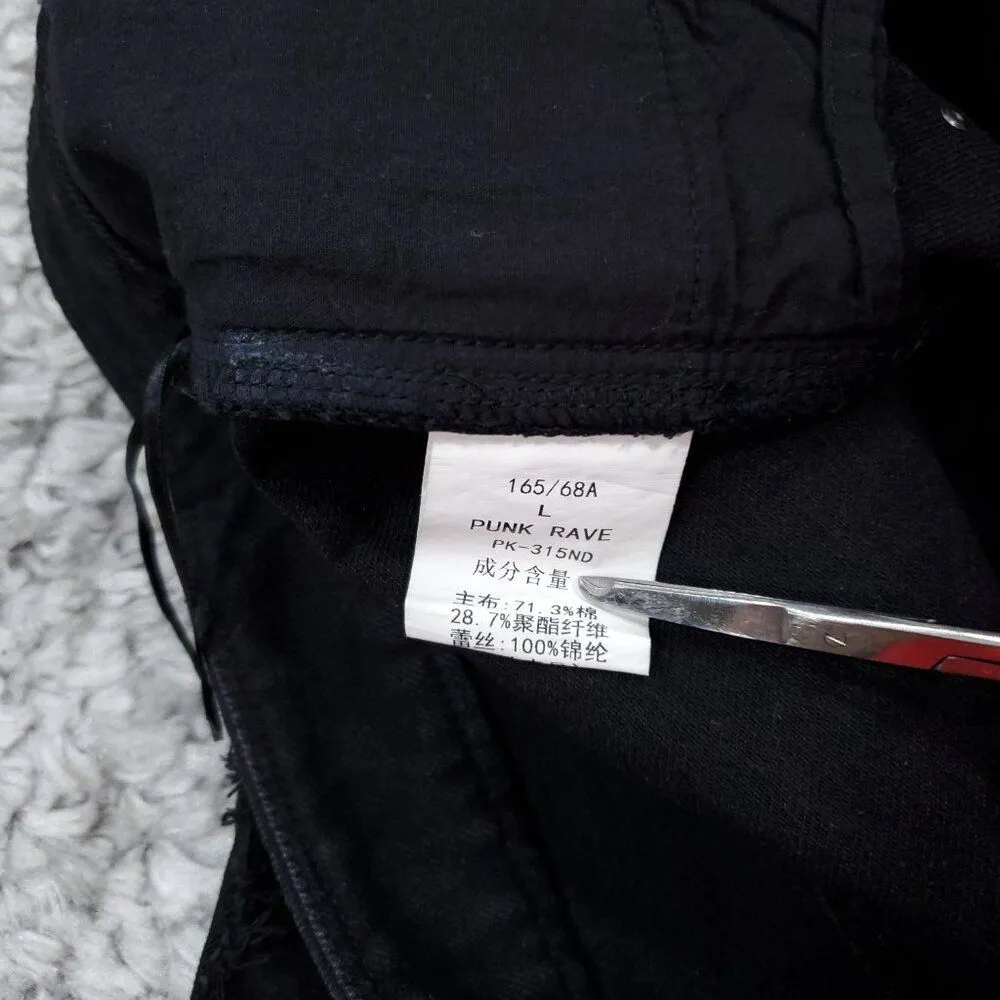 165/68A
L
PUNK RAVE
PK-315ND
成分含量
主布:71.3%棉
28.7%聚酯纤维
蕾丝:100%锦纶